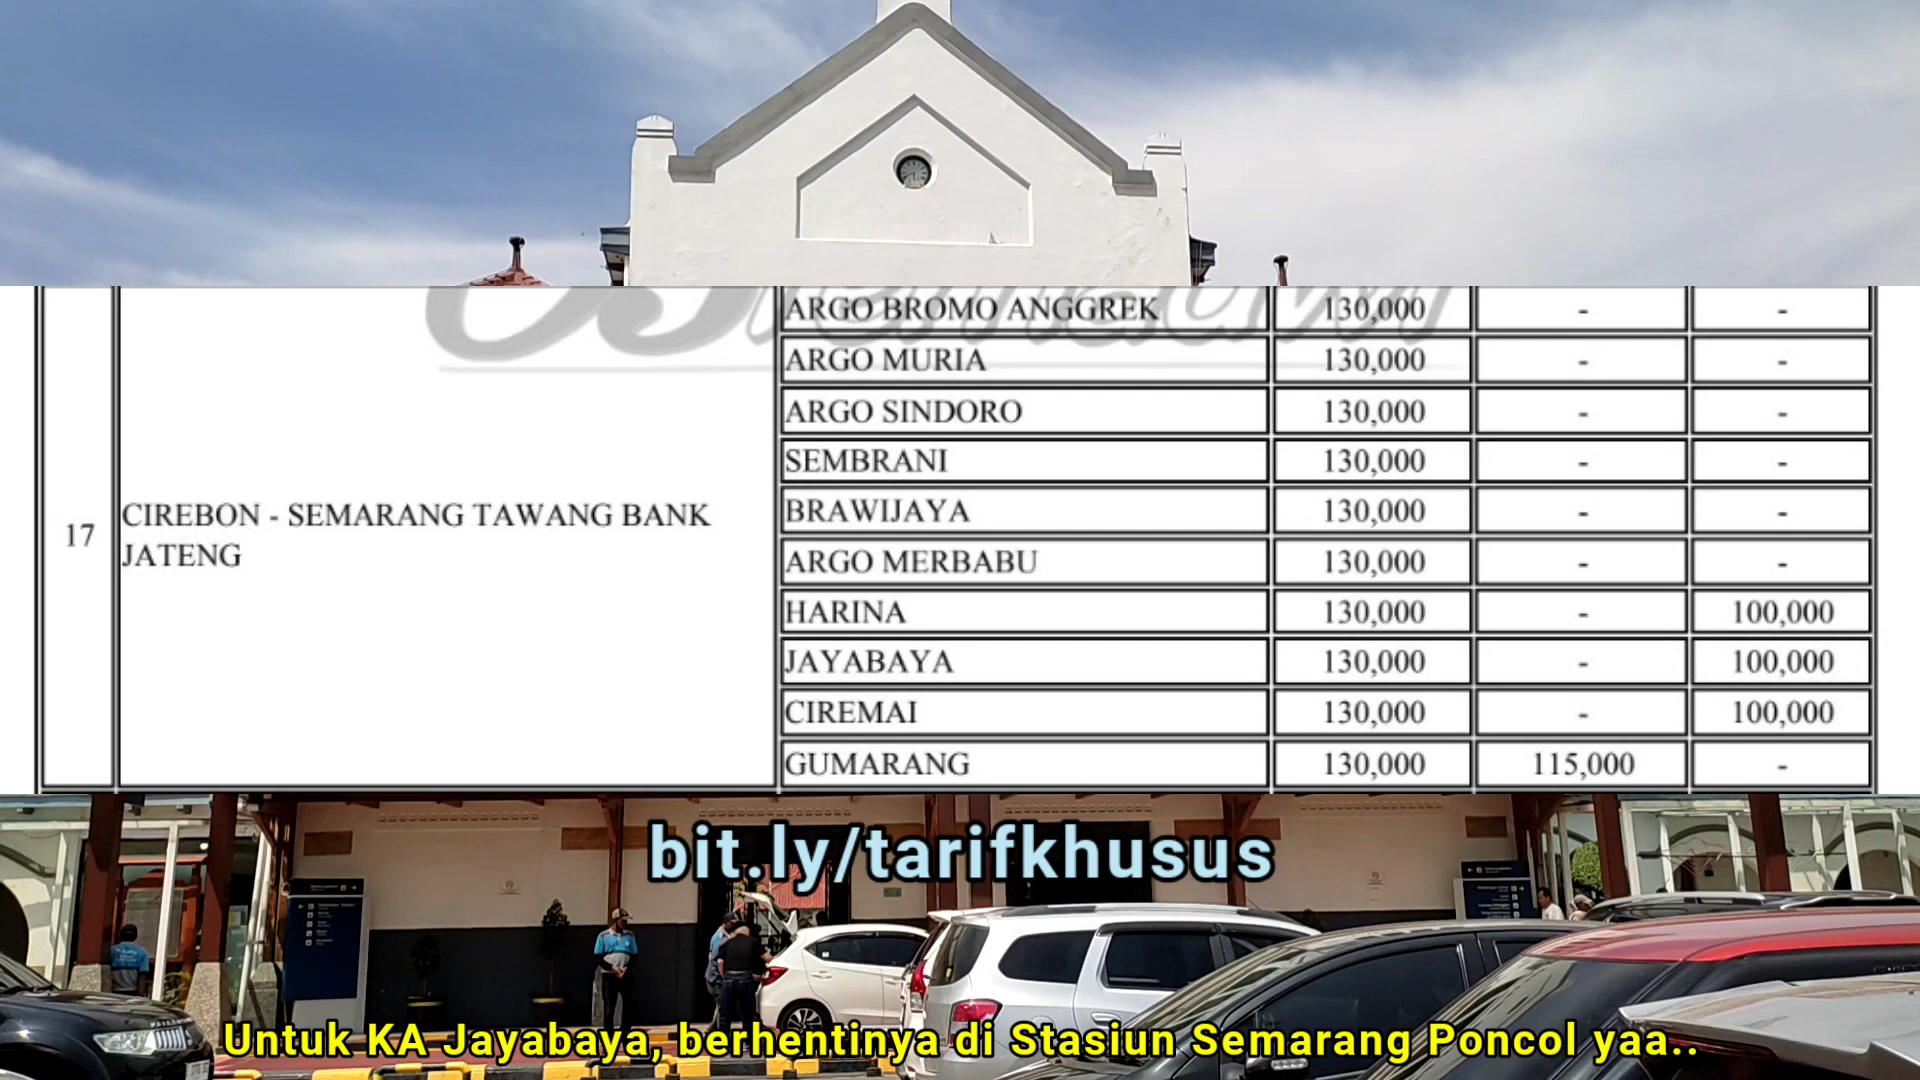 ARGO BROMO ANGGREK 130,000 - -
ARGO MURIA 130,000 - -
ARGO SINDORO 130,000 - -
SEMBRANI 130,000 - -
17 CIREBON - SEMARANG TAWANG BANK
JATENG
BRAWIJAYA 130,000 - -
ARGO MERBABU 130,000 - -
HARINA 130,000 - 100,000
JAYABAYA 130,000 - 100,000
CIREMAI 130,000 - 100,000
GUMARANG 130,000 115,000 -
bit.ly/tarifkhusus
Untuk KA Jayabaya, berhentinya di Stasiun Semarang Poncol yaa..